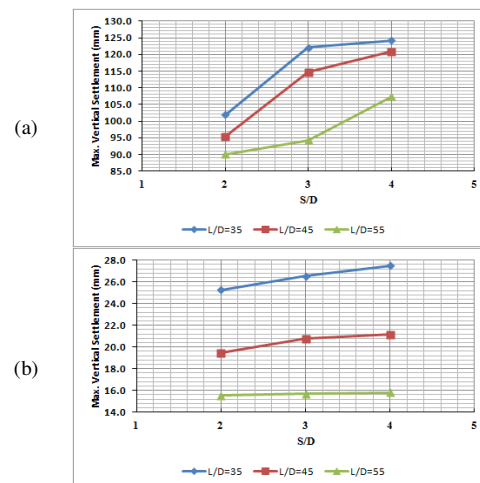 (a)
Max. Vertical Settlement (mm)
130.0
125.0
120.0
115.0
110.0
105.0
100.0
95.0
90.0
85.0
1 2 3 4 5
S/D
L/D=35 L/D=45 L/D=55
(b)
Max. Vertical Settlement (mm)
28.0
26.0
24.0
22.0
20.0
18.0
16.0
14.0
1 2 3 4 5
S/D
L/D=35 L/D=45 L/D=55